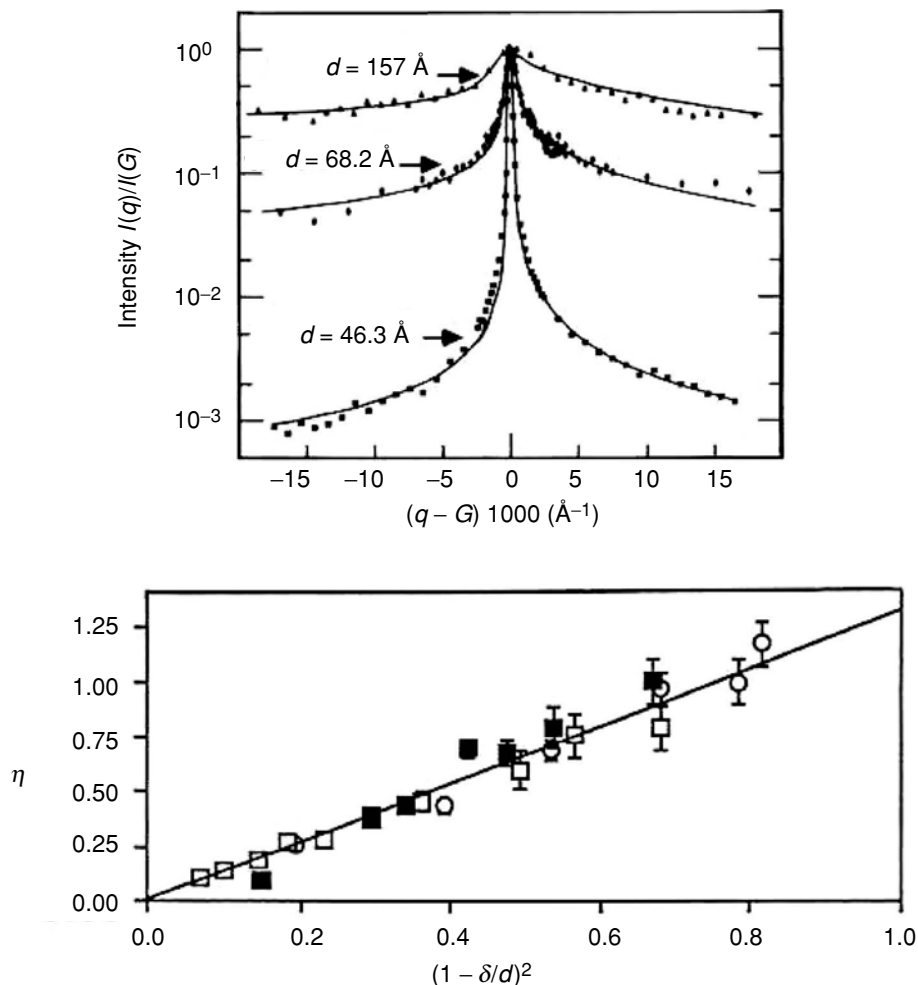 10⁰
d = 157 Å
d = 68.2 Å
10⁻¹
Intensity I(q)/I(G)
10⁻²
d = 46.3 Å
10⁻³
−15 −10 −5 0 5 10 15
(q − G) 1000 (Å⁻¹)
1.25
1.00
0.75
η
0.50
0.25
0.00
0.0 0.2 0.4 0.6 0.8 1.0
(1 − δ/d)²